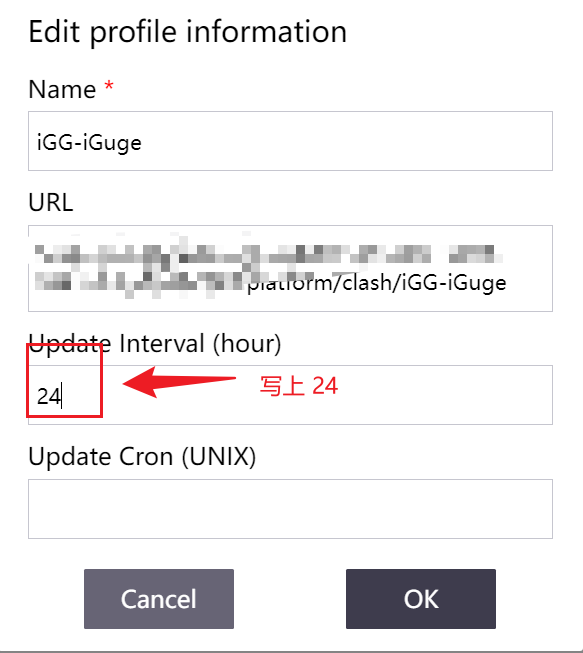 Edit profile information
Name *
iGG-iGuge
URL
platform/clash/iGG-iGuge
Update Interval (hour)
24
写上 24
Update Cron (UNIX)
Cancel
OK